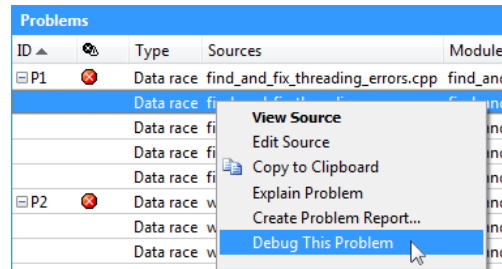 Problems
ID Type Sources Module
P1 Data race find_and_fix_threading_errors.cpp find_and
Data race
Data race
Data race
Data race
P2 Data race
Data race
Data race
View Source
Edit Source
Copy to Clipboard
Explain Problem
Create Problem Report...
Debug This Problem